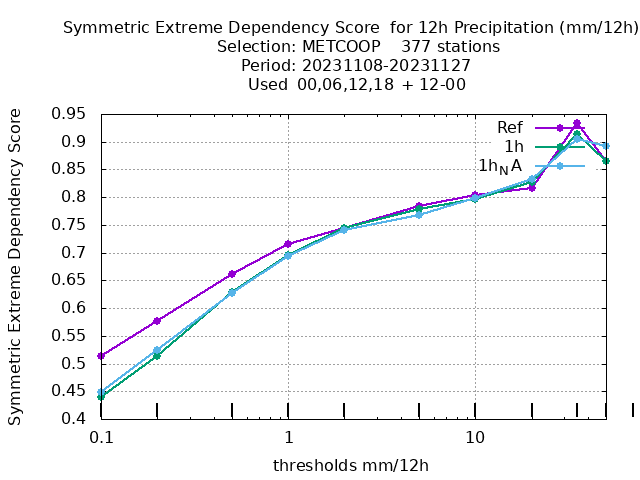 Symmetric Extreme Dependency Score  for 12h Precipitation (mm/12h)
Selection: METCOOP    377 stations
Period: 20231108-20231127
Used  00,06,12,18  + 12-00
Symmetric Extreme Dependency Score
0.95
0.9
0.85
0.8
0.75
0.7
0.65
0.6
0.55
0.5
0.45
0.4
Ref
1h
1h_NA
0.1
1
10
thresholds mm/12h